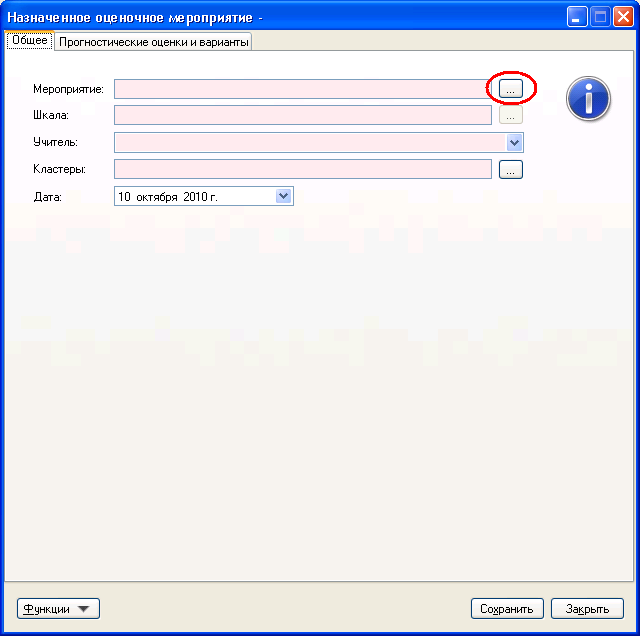 Назначенное оценочное мероприятие -
Общее Прогностические оценки и варианты
Мероприятие: ...
Шкала: ...
Учитель:
Кластеры: ...
Дата: 10 октября 2010 г.
Функции Сохранить Закрыть